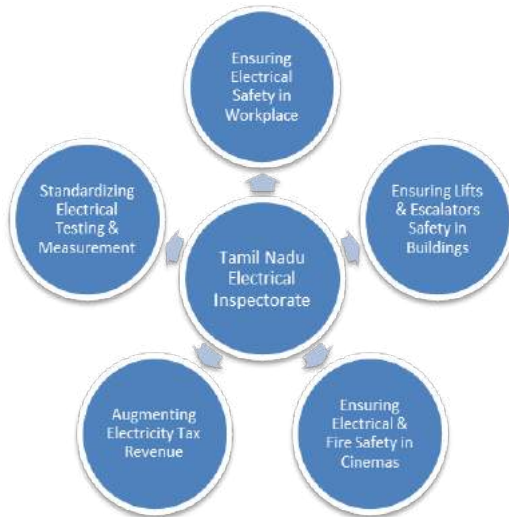 Ensuring
Electrical
Safety in
Workplace
Standardizing
Electrical
Testing &
Measurement
Ensuring Lifts
& Escalators
Safety in
Buildings
Tamil Nadu
Electrical
Inspectorate
Augmenting
Electricity Tax
Revenue
Ensuring
Electrical &
Fire Safety in
Cinemas